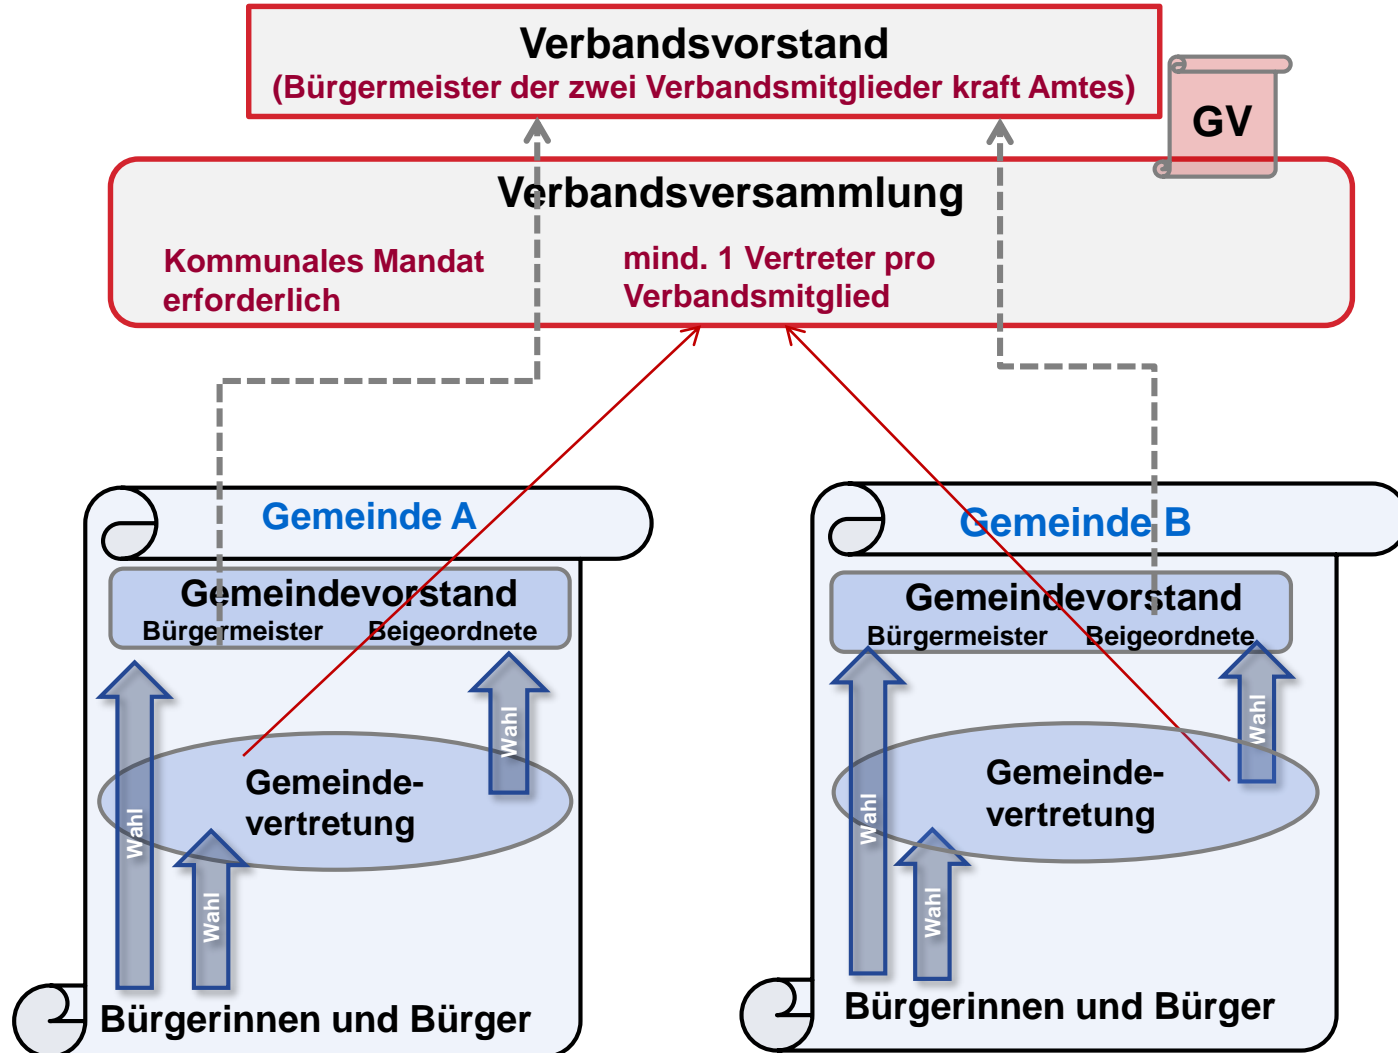 Verbandsvorstand
(Bürgermeister der zwei Verbandsmitglieder kraft Amtes)
GV
Verbandsversammlung
Kommunales Mandat
erforderlich
mind. 1 Vertreter pro
Verbandsmitglied
Gemeinde A
Gemeindevorstand
Bürgermeister Beigeordnete
Wahl
Gemeinde-
vertretung
Wahl
Wahl
Bürgerinnen und Bürger
Gemeinde B
Gemeindevorstand
Bürgermeister Beigeordnete
Wahl
Gemeinde-
vertretung
Wahl
Wahl
Bürgerinnen und Bürger